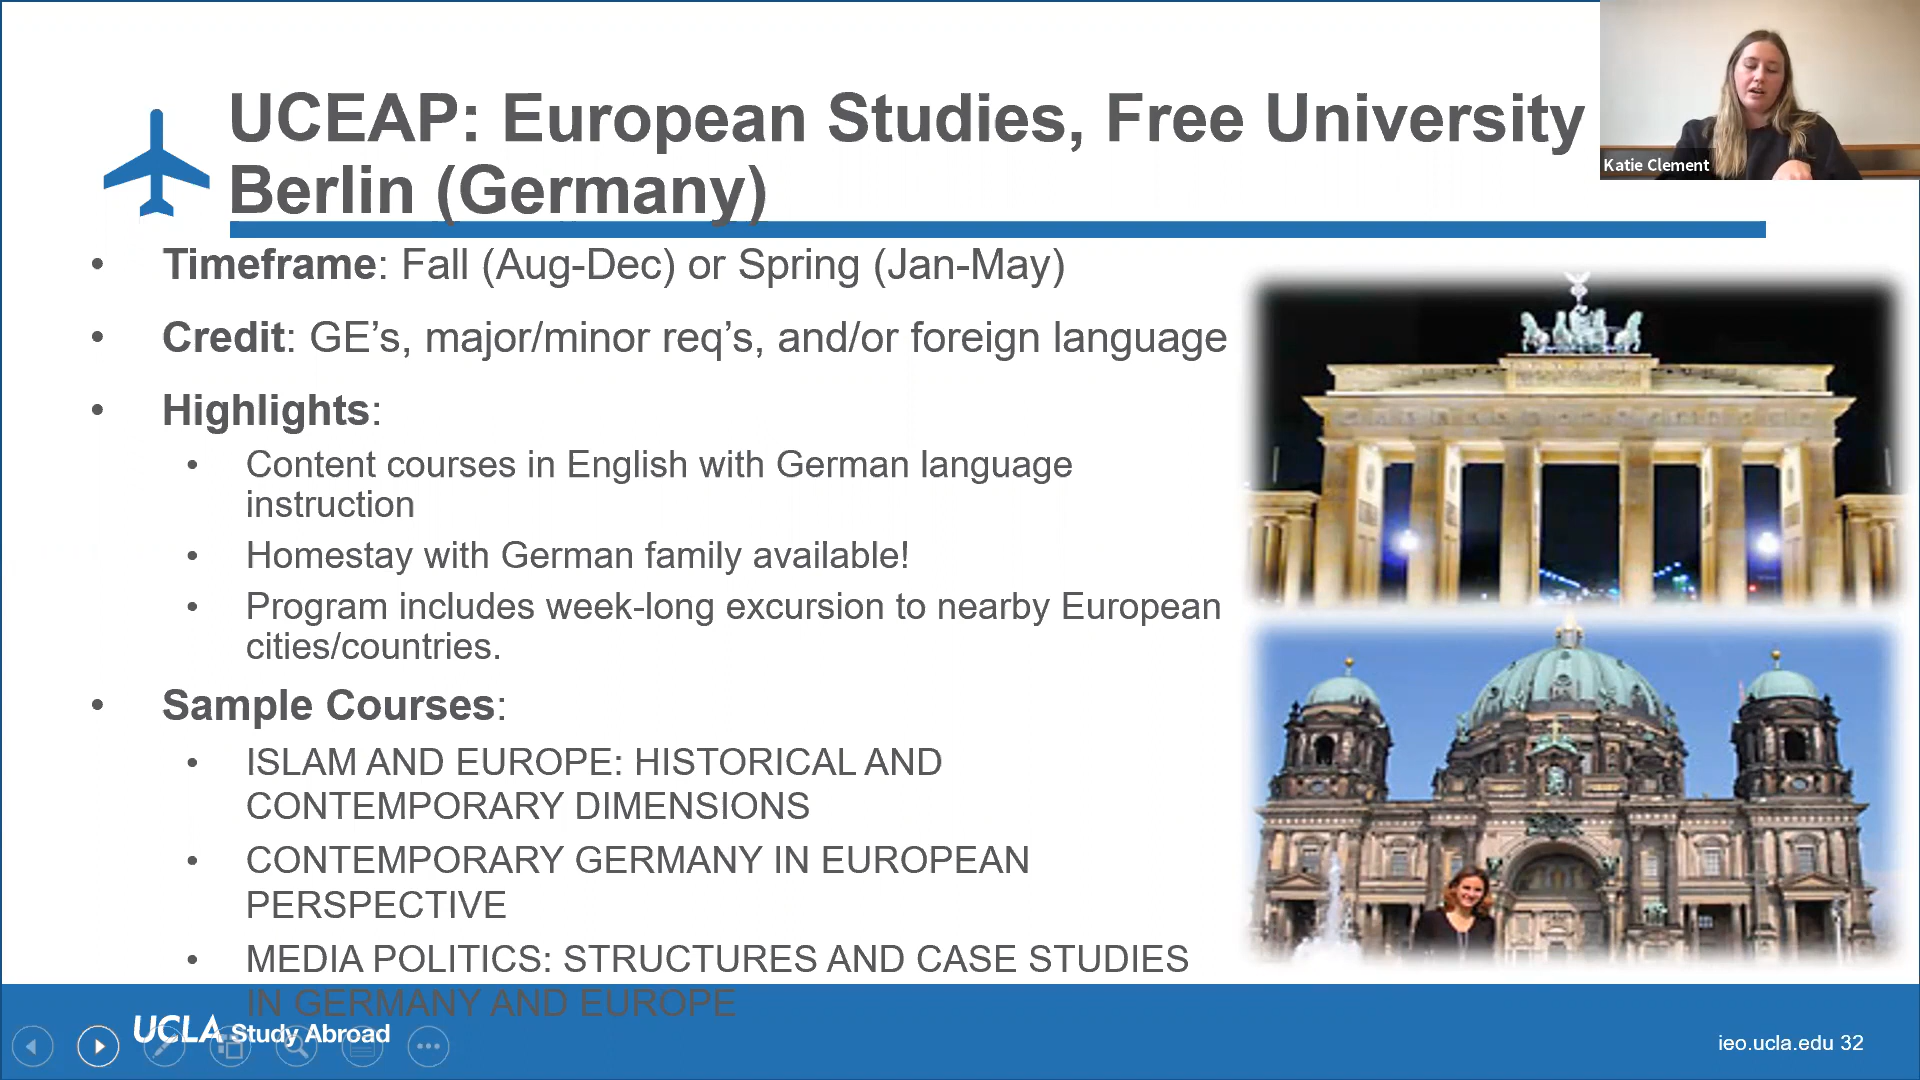 UCEAP: European Studies, Free University
Berlin (Germany)
Katie Clement
• Timeframe: Fall (Aug-Dec) or Spring (Jan-May)
• Credit: GE’s, major/minor req’s, and/or foreign language
• Highlights:
• Content courses in English with German language
instruction
• Homestay with German family available!
• Program includes week-long excursion to nearby European
cities/countries.
• Sample Courses:
• ISLAM AND EUROPE: HISTORICAL AND
CONTEMPORARY DIMENSIONS
• CONTEMPORARY GERMANY IN EUROPEAN
PERSPECTIVE
• MEDIA POLITICS: STRUCTURES AND CASE STUDIES
IN GERMANY AND EUROPE
UCLA Study Abroad
ieo.ucla.edu 32